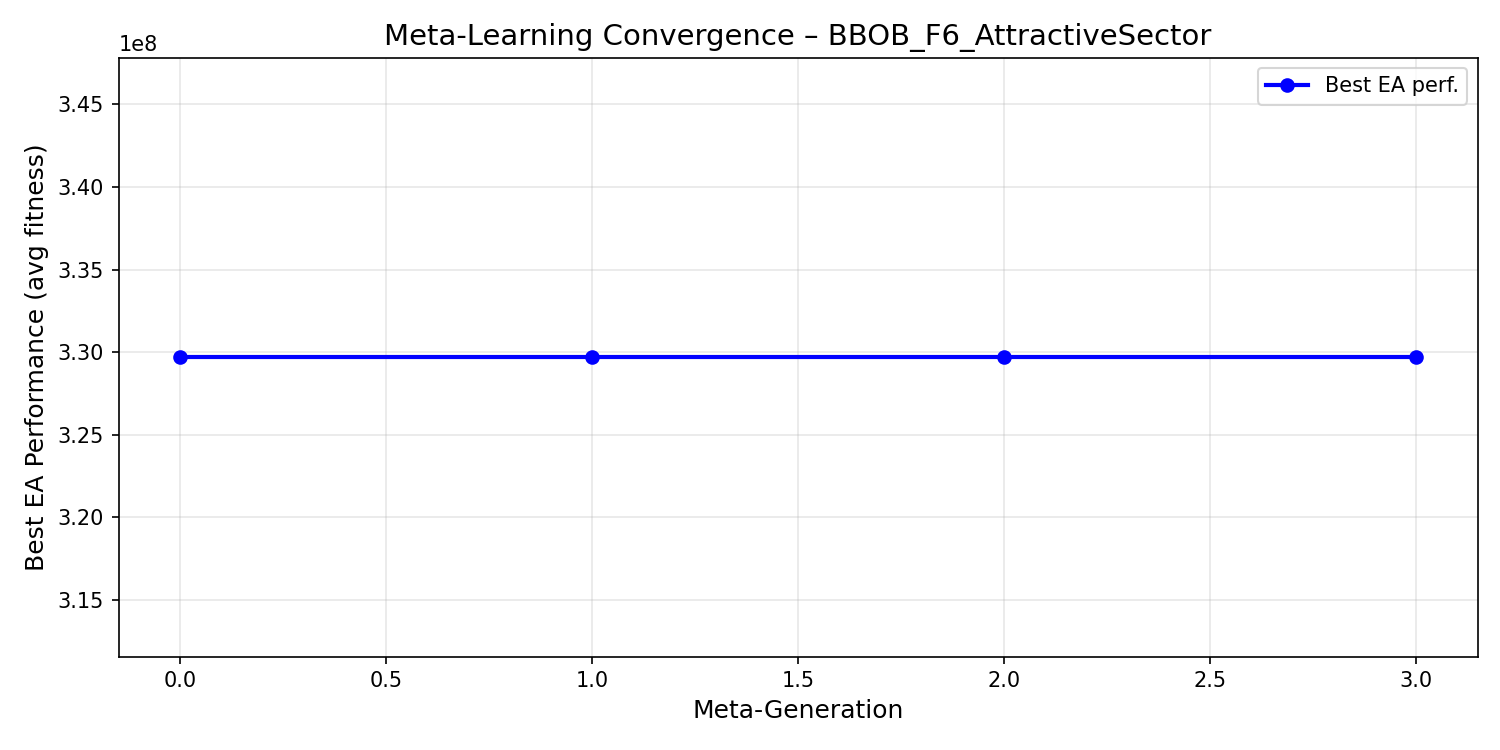 Meta-Learning Convergence – BBOB_F6_AttractiveSector
1e8
Best EA perf.
Best EA Performance (avg fitness)
3.45
3.40
3.35
3.30
3.25
3.20
3.15
0.0 0.5 1.0 1.5 2.0 2.5 3.0
Meta-Generation